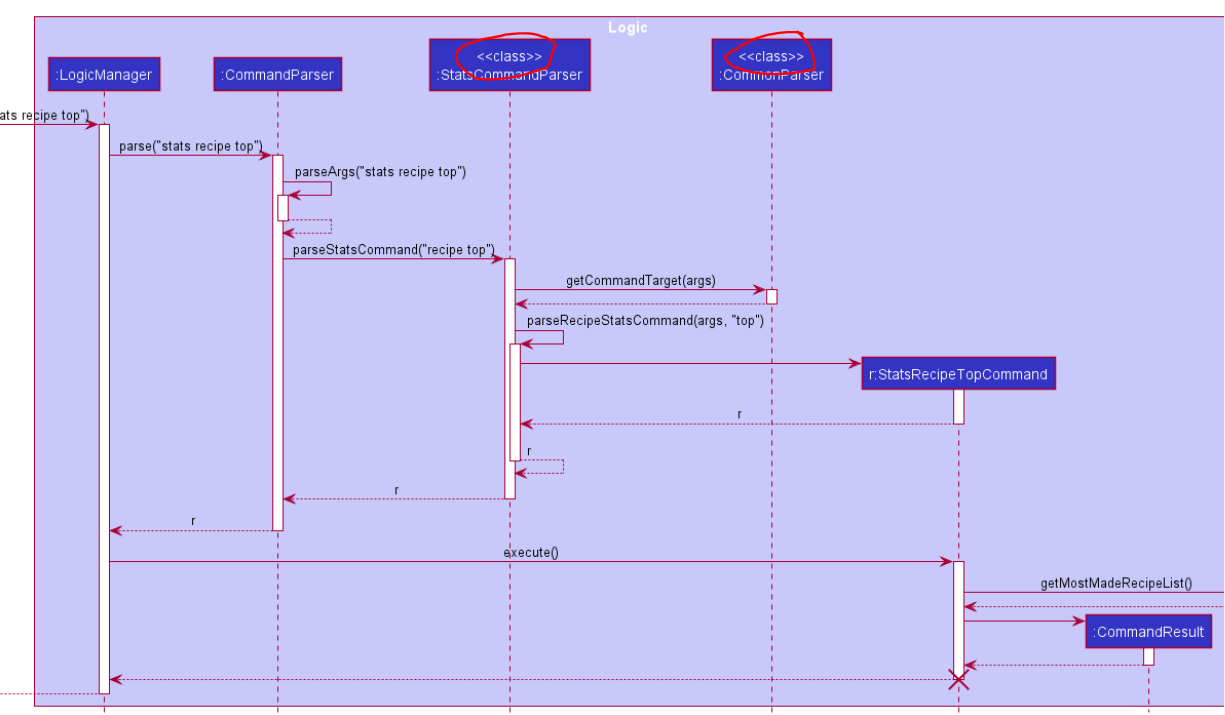 Logic
<<class>>
<<class>>
:LogicManager
:CommandParser
:StatsCommandParser
:CommonParser
ats recipe top")
parse("stats recipe top")
parseArgs("stats recipe top")
parseStatsCommand("recipe top")
getCommandTarget(args)
parseRecipeStatsCommand(args, "top")
r:StatsRecipeTopCommand
r
r
r
r
execute()
getMostMadeRecipeList()
:CommandResult